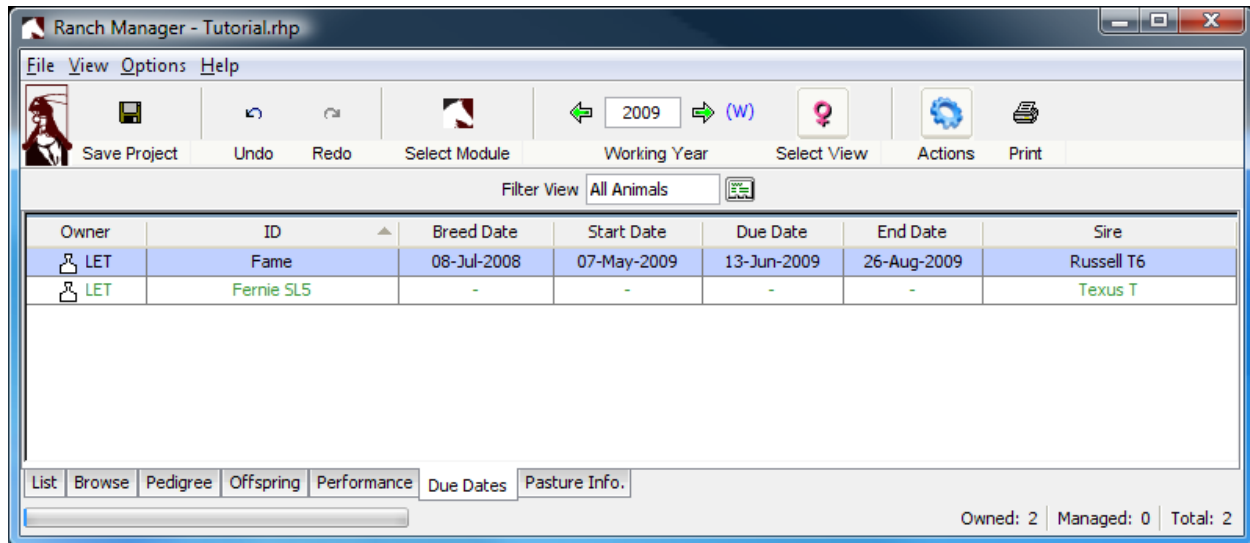 Ranch Manager - Tutorial.rhp
File View Options Help
2009 (W)
Save Project Undo Redo Select Module Working Year Select View Actions Print
Filter View All Animals
Owner ID Breed Date Start Date Due Date End Date Sire
LET Fame 08-Jul-2008 07-May-2009 13-Jun-2009 26-Aug-2009 Russell T6
LET Fernie SL5 - - - - Texus T
List Browse Pedigree Offspring Performance Due Dates Pasture Info.
Owned: 2 Managed: 0 Total: 2